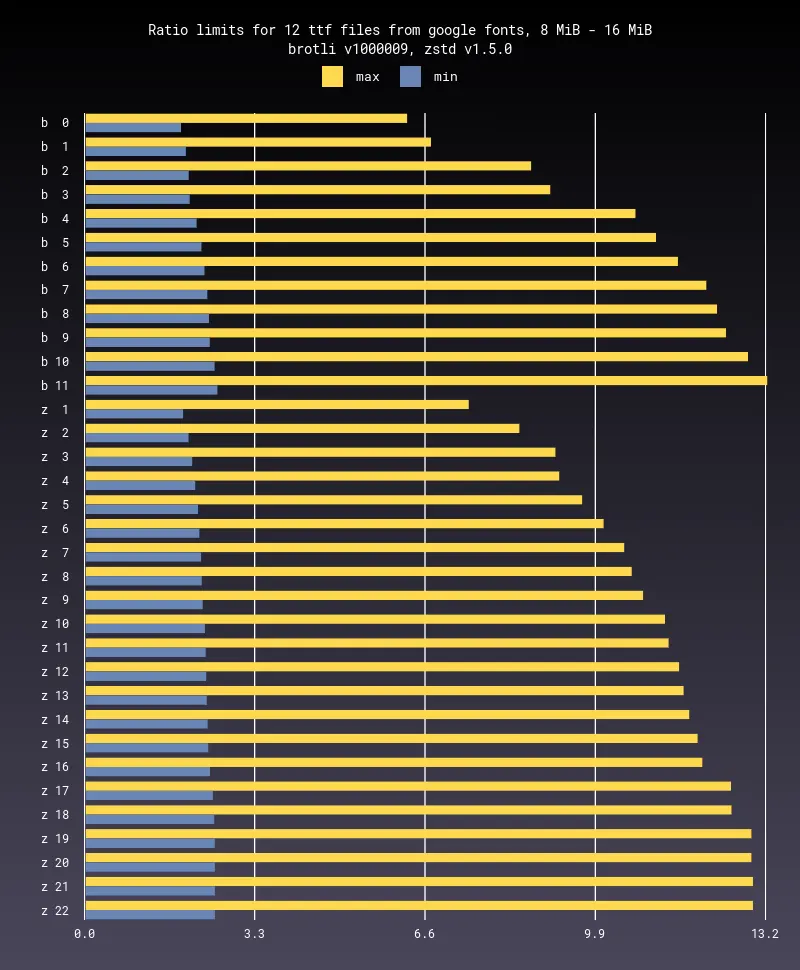 Ratio limits for 12 ttf files from google fonts, 8 MiB - 16 MiB
brotli v1000009, zstd v1.5.0
max min
b 0
b 1
b 2
b 3
b 4
b 5
b 6
b 7
b 8
b 9
b 10
b 11
z 1
z 2
z 3
z 4
z 5
z 6
z 7
z 8
z 9
z 10
z 11
z 12
z 13
z 14
z 15
z 16
z 17
z 18
z 19
z 20
z 21
z 22
0.0 3.3 6.6 9.9 13.2